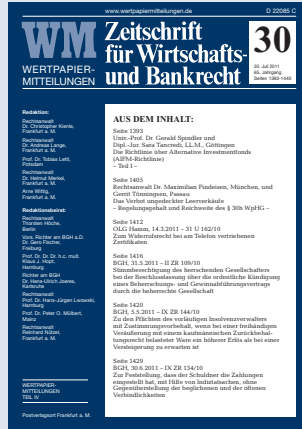 www.wertpapiermitteilungen.de
D 22085 C
WM
WERTPAPIER-
MITTEILUNGEN
Zeitschrift
für Wirtschafts-
und Bankrecht
30
30. Juli 2011
65. Jahrgang
Seiten 1393-1440
Redaktion:
Rechtsanwalt
Dr. Christopher Kienle,
Frankfurt a. M.
Rechtsanwalt
Dr. Andreas Lange,
Frankfurt a. M.
Prof. Dr. Tobias Lettl,
Potsdam
Rechtsanwalt
Dr. Helmut Merkel,
Frankfurt a. M.
Arne Wittig,
Frankfurt a. M.
Redaktionsbeirat:
Rechtsanwalt
Thorsten Höche,
Berlin
Vors. Richter am BGH a.D.
Dr. Gero Fischer,
Freiburg
Prof. Dr. Dr. Dr. h.c. mult.
Klaus J. Hopt,
Hamburg
Richter am BGH
Dr. Hans-Ulrich Joeres,
Karlsruhe
Rechtsanwalt
Prof. Dr. Hans-Jürgen Lwowski,
Hamburg
Prof. Dr. Peter O. Mülbert,
Mainz
Rechtsanwalt
Reinhard Nützel,
Frankfurt a. M.
WERTPAPIER-
MITTEILUNGEN
TEIL IV
Postvertragsort Frankfurt a. M.
AUS DEM INHALT:
Seite 1393
Univ.-Prof. Dr. Gerald Spindler und
Dipl.-Jur. Sara Tancredi, LL.M., Göttingen
Die Richtlinie über Alternative Investmentfonds
(AIFM-Richtlinie)
– Teil I –
Seite 1405
Rechtsanwalt Dr. Maximilian Findeisen, München, und
Gerrit Tönningsen, Passau
Das Verbot ungedeckter Leerverkäufe
– Regelungsgehalt und Reichweite des § 30h WpHG –
Seite 1412
OLG Hamm, 14.3.2011 – 31 U 162/10
Zum Widerrufsrecht bei am Telefon vertriebenen
Zertifikaten
Seite 1416
BGH, 31.5.2011 – II ZR 109/10
Stimmberechtigung des herrschenden Gesellschafters
bei der Beschlussfassung über die ordentliche Kündigung
eines Beherrschungs- und Gewinnabführungsvertrags
durch die beherrschte Gesellschaft
Seite 1420
BGH, 5.5.2011 – IX ZR 144/10
Zu den Pflichten des vorläufigen Insolvenzverwalters
mit Zustimmungsvorbehalt, wenn bei einer freihändigen
Veräußerung mit einem kaufmännischen Zurückbehal-
tungsrecht belasteter Ware ein höherer Erlös als bei einer
Versteigerung zu erwarten ist
Seite 1429
BGH, 30.6.2011 – IX ZR 134/10
Zur Feststellung, dass der Schuldner die Zahlungen
eingestellt hat, mit Hilfe von Indiztatsachen, ohne
Gegenüberstellung der beglichenen und der offenen
Verbindlichkeiten